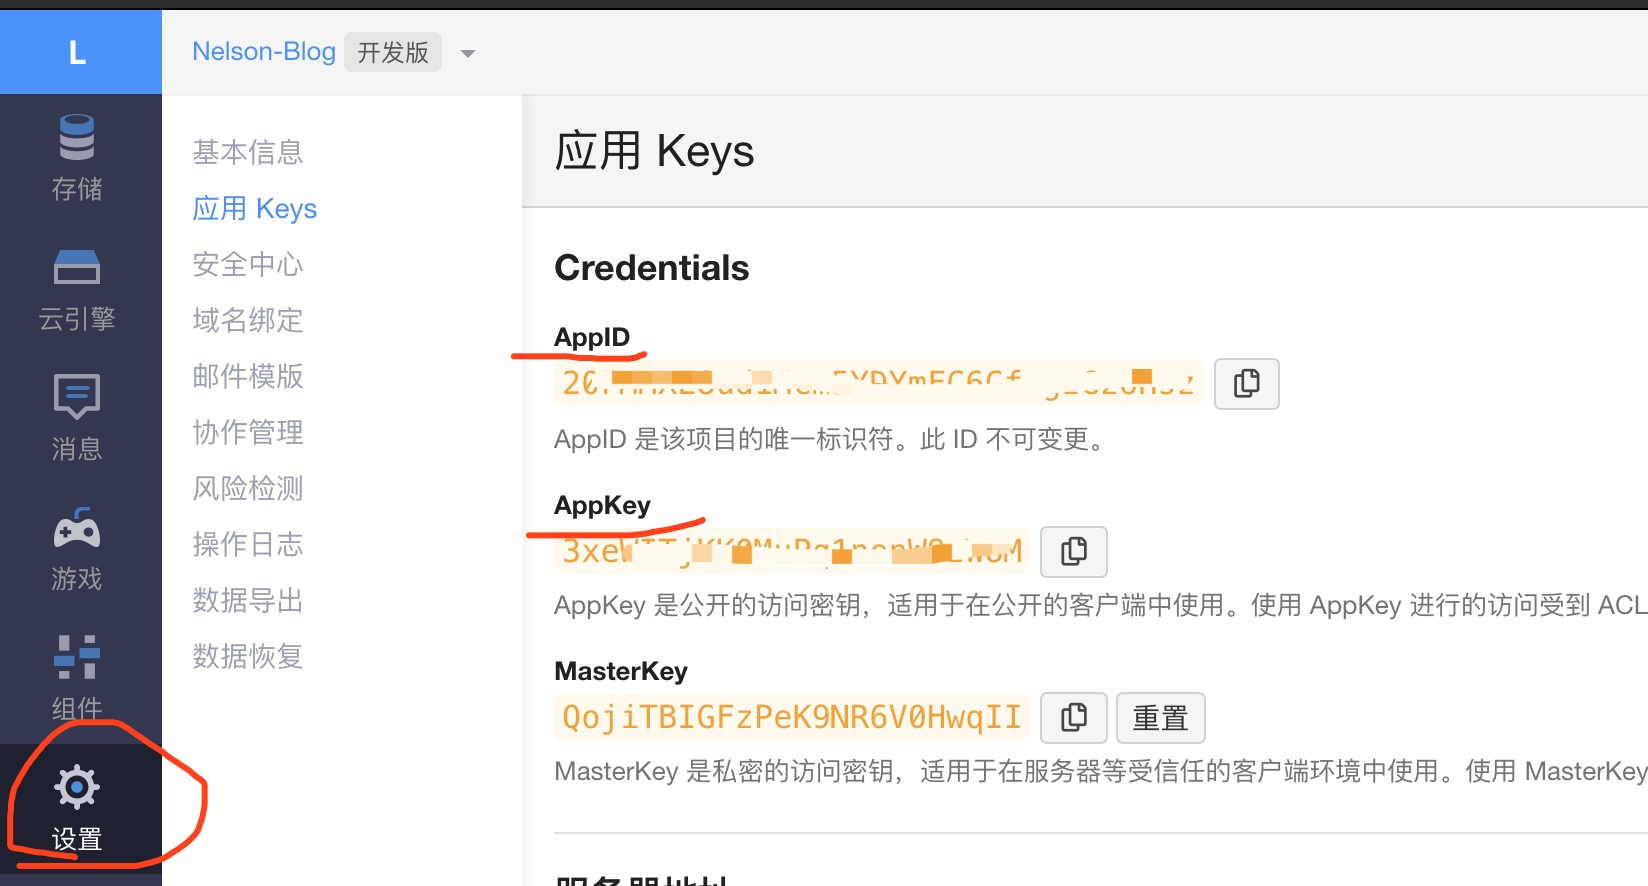 L
Nelson-Blog 开发版
存储
云引擎
消息
游戏
组件
设置
基本信息
应用 Keys
安全中心
域名绑定
邮件模版
协作管理
风险检测
操作日志
数据导出
数据恢复
应用 Keys
Credentials
AppID
AppID 是该项目的唯一标识符。此 ID 不可变更。
AppKey
AppKey 是公开的访问密钥，适用于在公开的客户端中使用。使用 AppKey 进行的访问受到 ACL
MasterKey
QojiTBIGFzPeK9NR6V0HwqII
重置
MasterKey 是私密的访问密钥，适用于在服务器等受信任的客户端环境中使用。使用 MasterKey
服务器地址